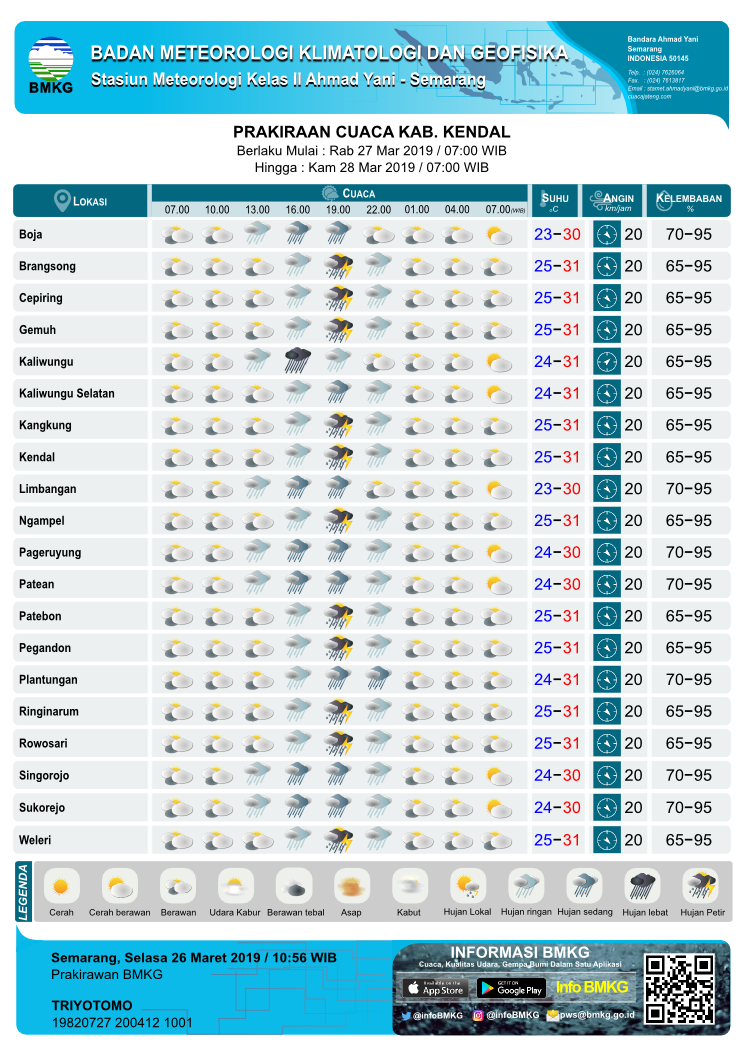 BMKG
BADAN METEOROLOGI KLIMATOLOGI DAN GEOFISIKA
Stasiun Meteorologi Kelas II Ahmad Yani - Semarang
Bandara Ahmad Yani
Semarang
INDONESIA 50145
Telp. : (024) 7626064
Fax. : (024) 7613817
Email : stamet.ahmadyani@bmkg.go.id
cuacajateng.com
PRAKIRAAN CUACA KAB. KENDAL
Berlaku Mulai : Rab 27 Mar 2019 / 07:00 WIB
Hingga : Kam 28 Mar 2019 / 07:00 WIB
LOKASI CUACA SUHU °C ANGIN km/jam KELEMBABAN %
07.00 10.00 13.00 16.00 19.00 22.00 01.00 04.00 07.00 (WIB)
Boja 23-30 20 70-95
Brangsong 25-31 20 65-95
Cepiring 25-31 20 65-95
Gemuh 25-31 20 65-95
Kaliwungu 24-31 20 65-95
Kaliwungu Selatan 24-31 20 65-95
Kangkung 25-31 20 65-95
Kendal 25-31 20 65-95
Limbangan 23-30 20 70-95
Ngampel 25-31 20 65-95
Pageruyung 24-30 20 70-95
Patean 24-30 20 70-95
Patebon 25-31 20 65-95
Pegandon 25-31 20 65-95
Plantungan 24-31 20 70-95
Ringinarum 25-31 20 65-95
Rowosari 25-31 20 65-95
Singorojo 24-30 20 70-95
Sukorejo 24-30 20 70-95
Weleri 25-31 20 65-95
LEGENDA
Cerah Cerah berawan Berawan Udara Kabur Berawan tebal Asap Kabut Hujan Lokal Hujan ringan Hujan sedang Hujan lebat Hujan Petir
Semarang, Selasa 26 Maret 2019 / 10:56 WIB
Prakirawan BMKG
TRIYOTOMO
19820727 200412 1001
INFORMASI BMKG
Cuaca, Kualitas Udara, Gempa Bumi Dalam Satu Aplikasi
Available on the App Store
GET IT ON Google Play
Info BMKG
@infoBMKG @infoBMKG pws@bmkg.go.id